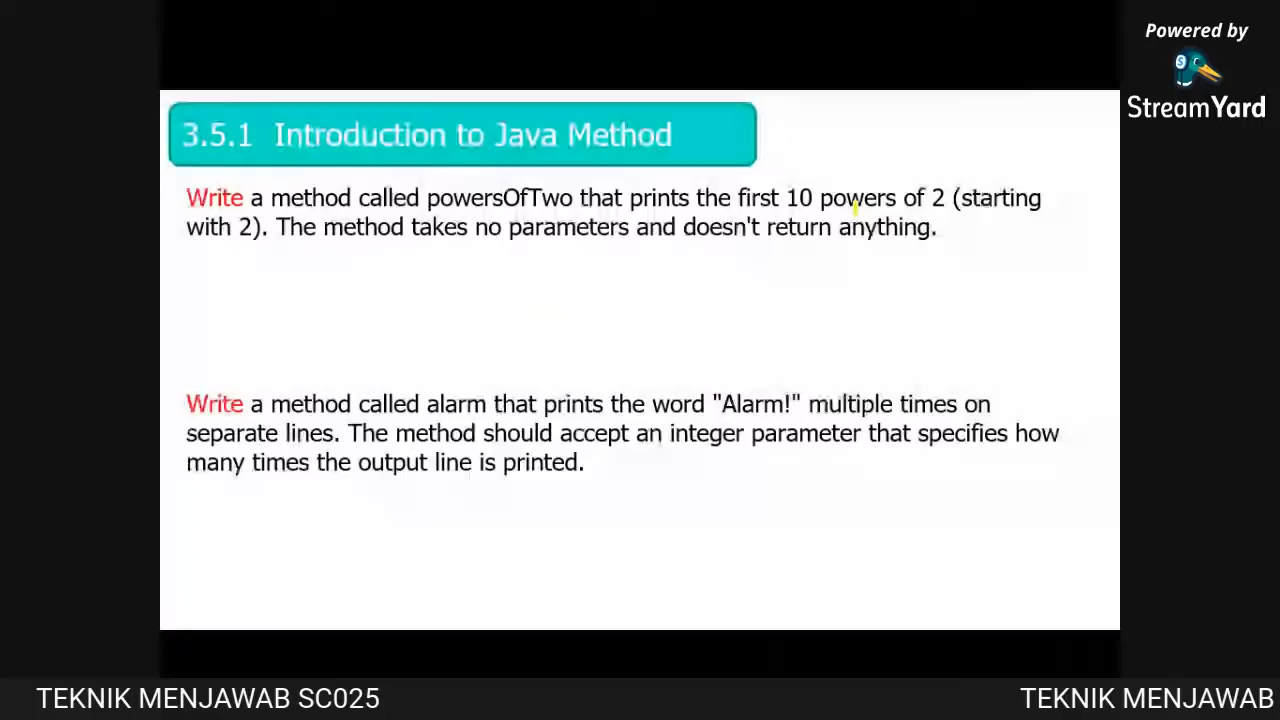 Powered by
StreamYard
3.5.1 Introduction to Java Method
Write a method called powersOfTwo that prints the first 10 powers of 2 (starting
with 2). The method takes no parameters and doesn't return anything.
Write a method called alarm that prints the word "Alarm!" multiple times on
separate lines. The method should accept an integer parameter that specifies how
many times the output line is printed.
TEKNIK MENJAWAB SC025
TEKNIK MENJAWAB